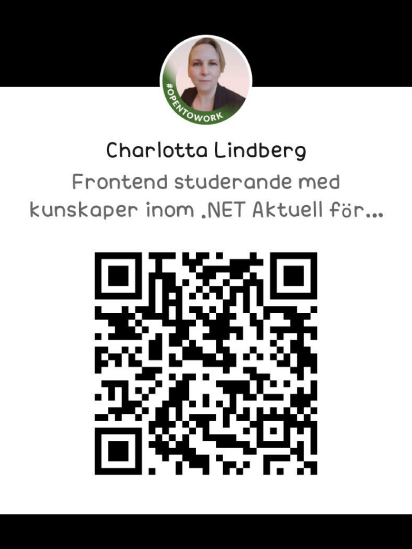 #OPENTOWORK
Charlotta Lindberg
Frontend studerande med
kunskaper inom .NET Aktuell för...